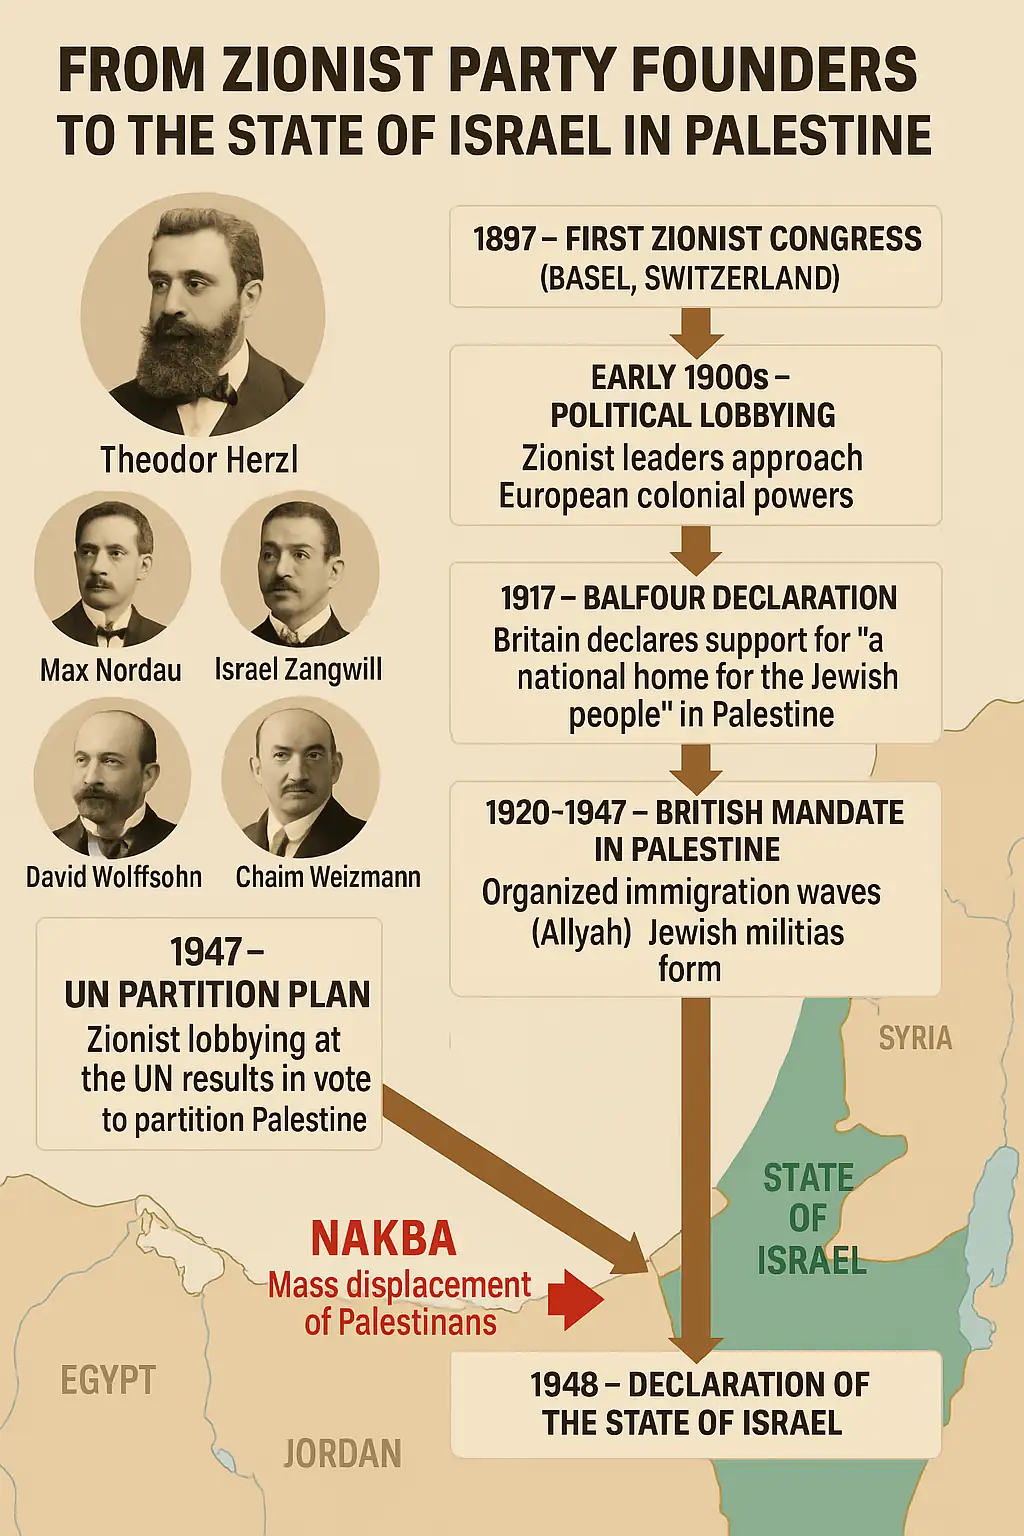 FROM ZIONIST PARTY FOUNDERS
TO THE STATE OF ISRAEL IN PALESTINE
Theodor Herzl
Max Nordau
Israel Zangwill
David Wolffsohn
Chaim Weizmann
1897 – FIRST ZIONIST CONGRESS
(BASEL, SWITZERLAND)
EARLY 1900s –
POLITICAL LOBBYING
Zionist leaders approach
European colonial powers
1917 – BALFOUR DECLARATION
Britain declares support for "a
national home for the Jewish
people" in Palestine
1920-1947 – BRITISH MANDATE
IN PALESTINE
Organized immigration waves
(Allyah) Jewish militias
form
1947 –
UN PARTITION PLAN
Zionist lobbying at
the UN results in vote
to partition Palestine
NAKBA
Mass displacement
of Palestinans
1948 – DECLARATION OF
THE STATE OF ISRAEL
SYRIA
STATE
OF
ISRAEL
EGYPT
JORDAN